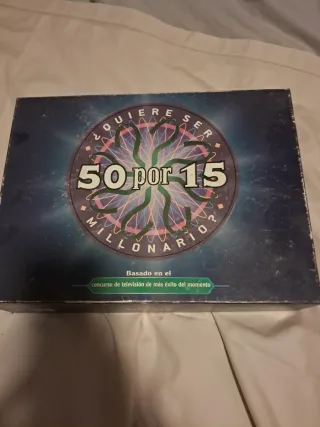 ¿QUIERE SER
50 por 15
MILLONARIO?
Basado en el
concurso de televisión de más éxito del momento